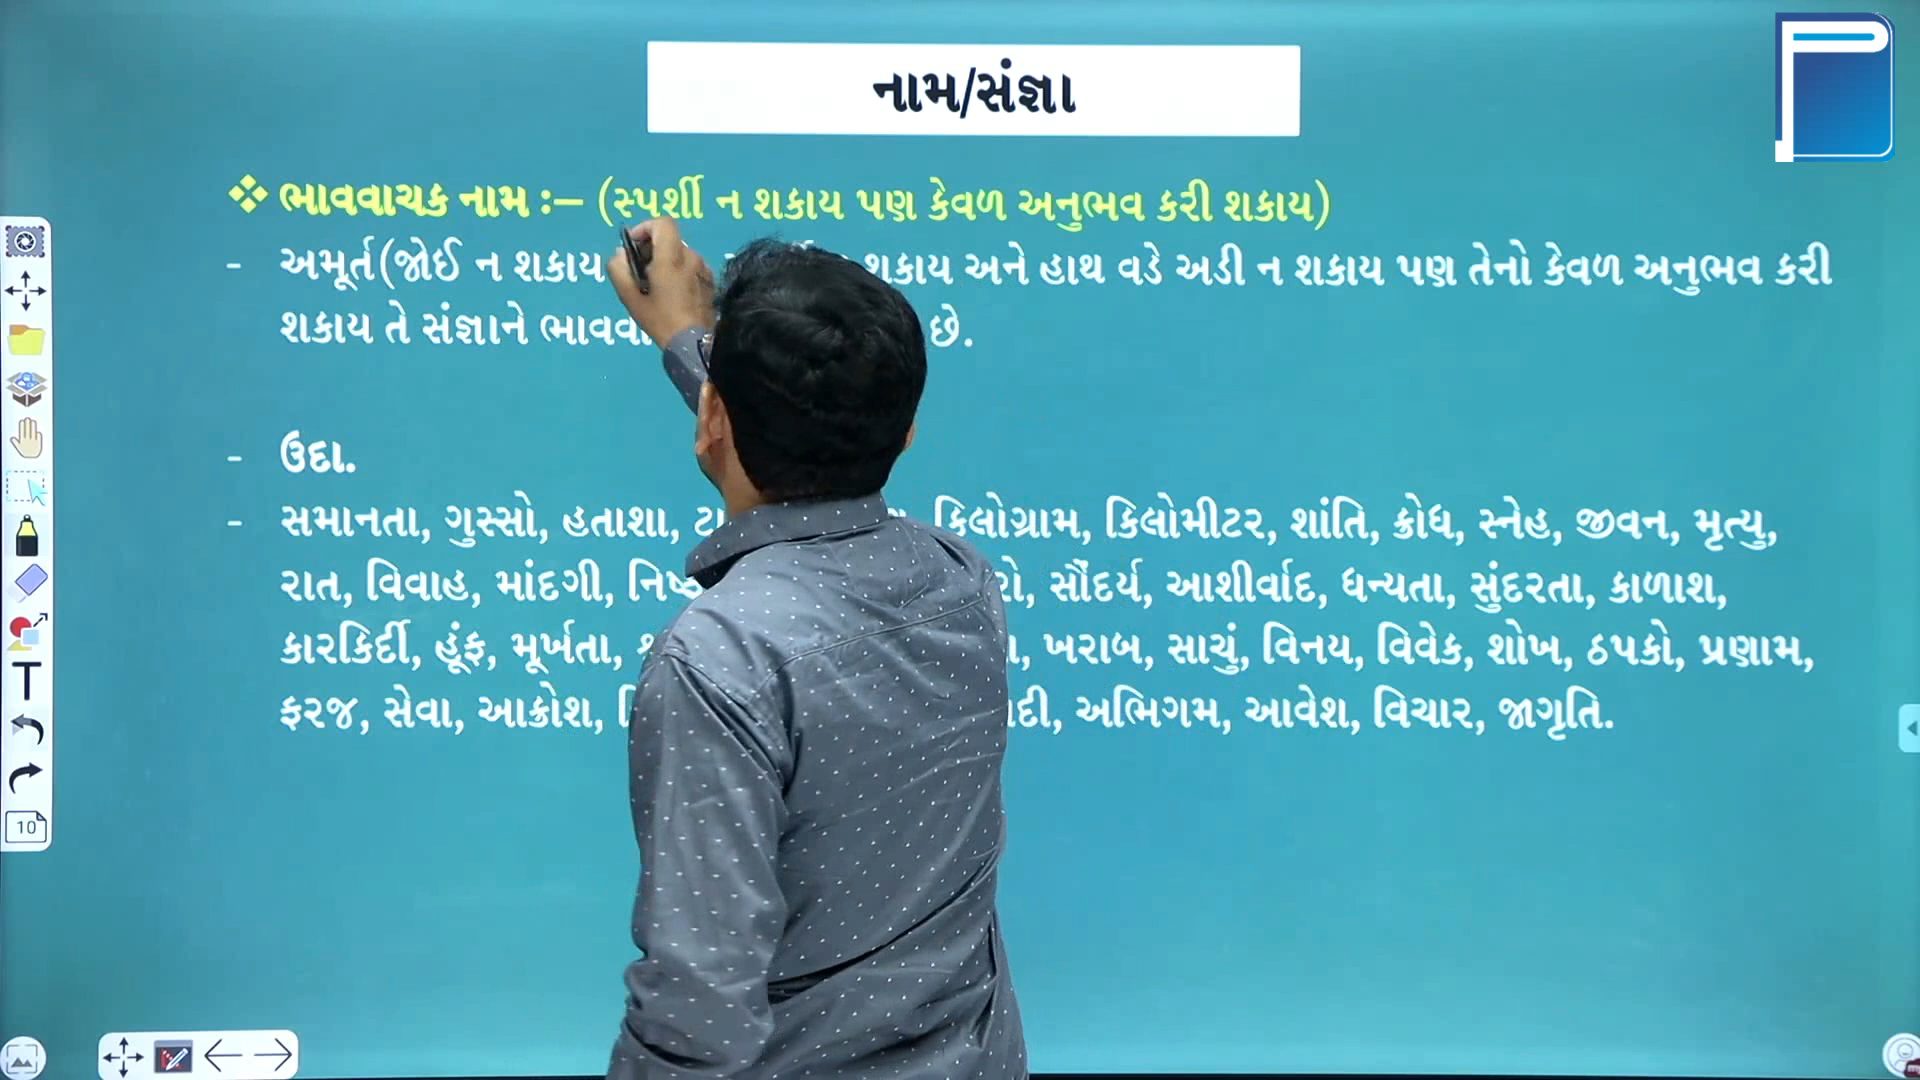 નામ/સંજ્ઞા
❖ ભાવવાચક નામ :– (સ્પર્શી ન શકાય પણ કેવળ અનુભવ કરી શકાય)
- અમૂર્ત(જોઈ ન શકાય શકાય અને હાથ વડે અડી ન શકાય પણ તેનો કેવળ અનુભવ કરી
શકાય તે સંજ્ઞાને છે.
- ઉદા.
- સમાનતા, ગુસ્સો, હતાશા, કિલોગ્રામ, કિલોમીટર, શાંતિ, ક્રોધ, સ્નેહ, જીવન, મૃત્યુ,
રાત, વિવાહ, માંદગી, સૌંદર્ય, આશીર્વાદ, ધન્યતા, સુંદરતા, કાળાશ,
કારકિર્દી, હૂંફ, મૂર્ખતા, ખરાબ, સાચું, વિનય, વિવેક, શોખ, ઠપકો, પ્રણામ,
ફરજ, સેવા, આક્રોશ, અભિગમ, આવેશ, વિચાર, જાગૃતિ.
T
10